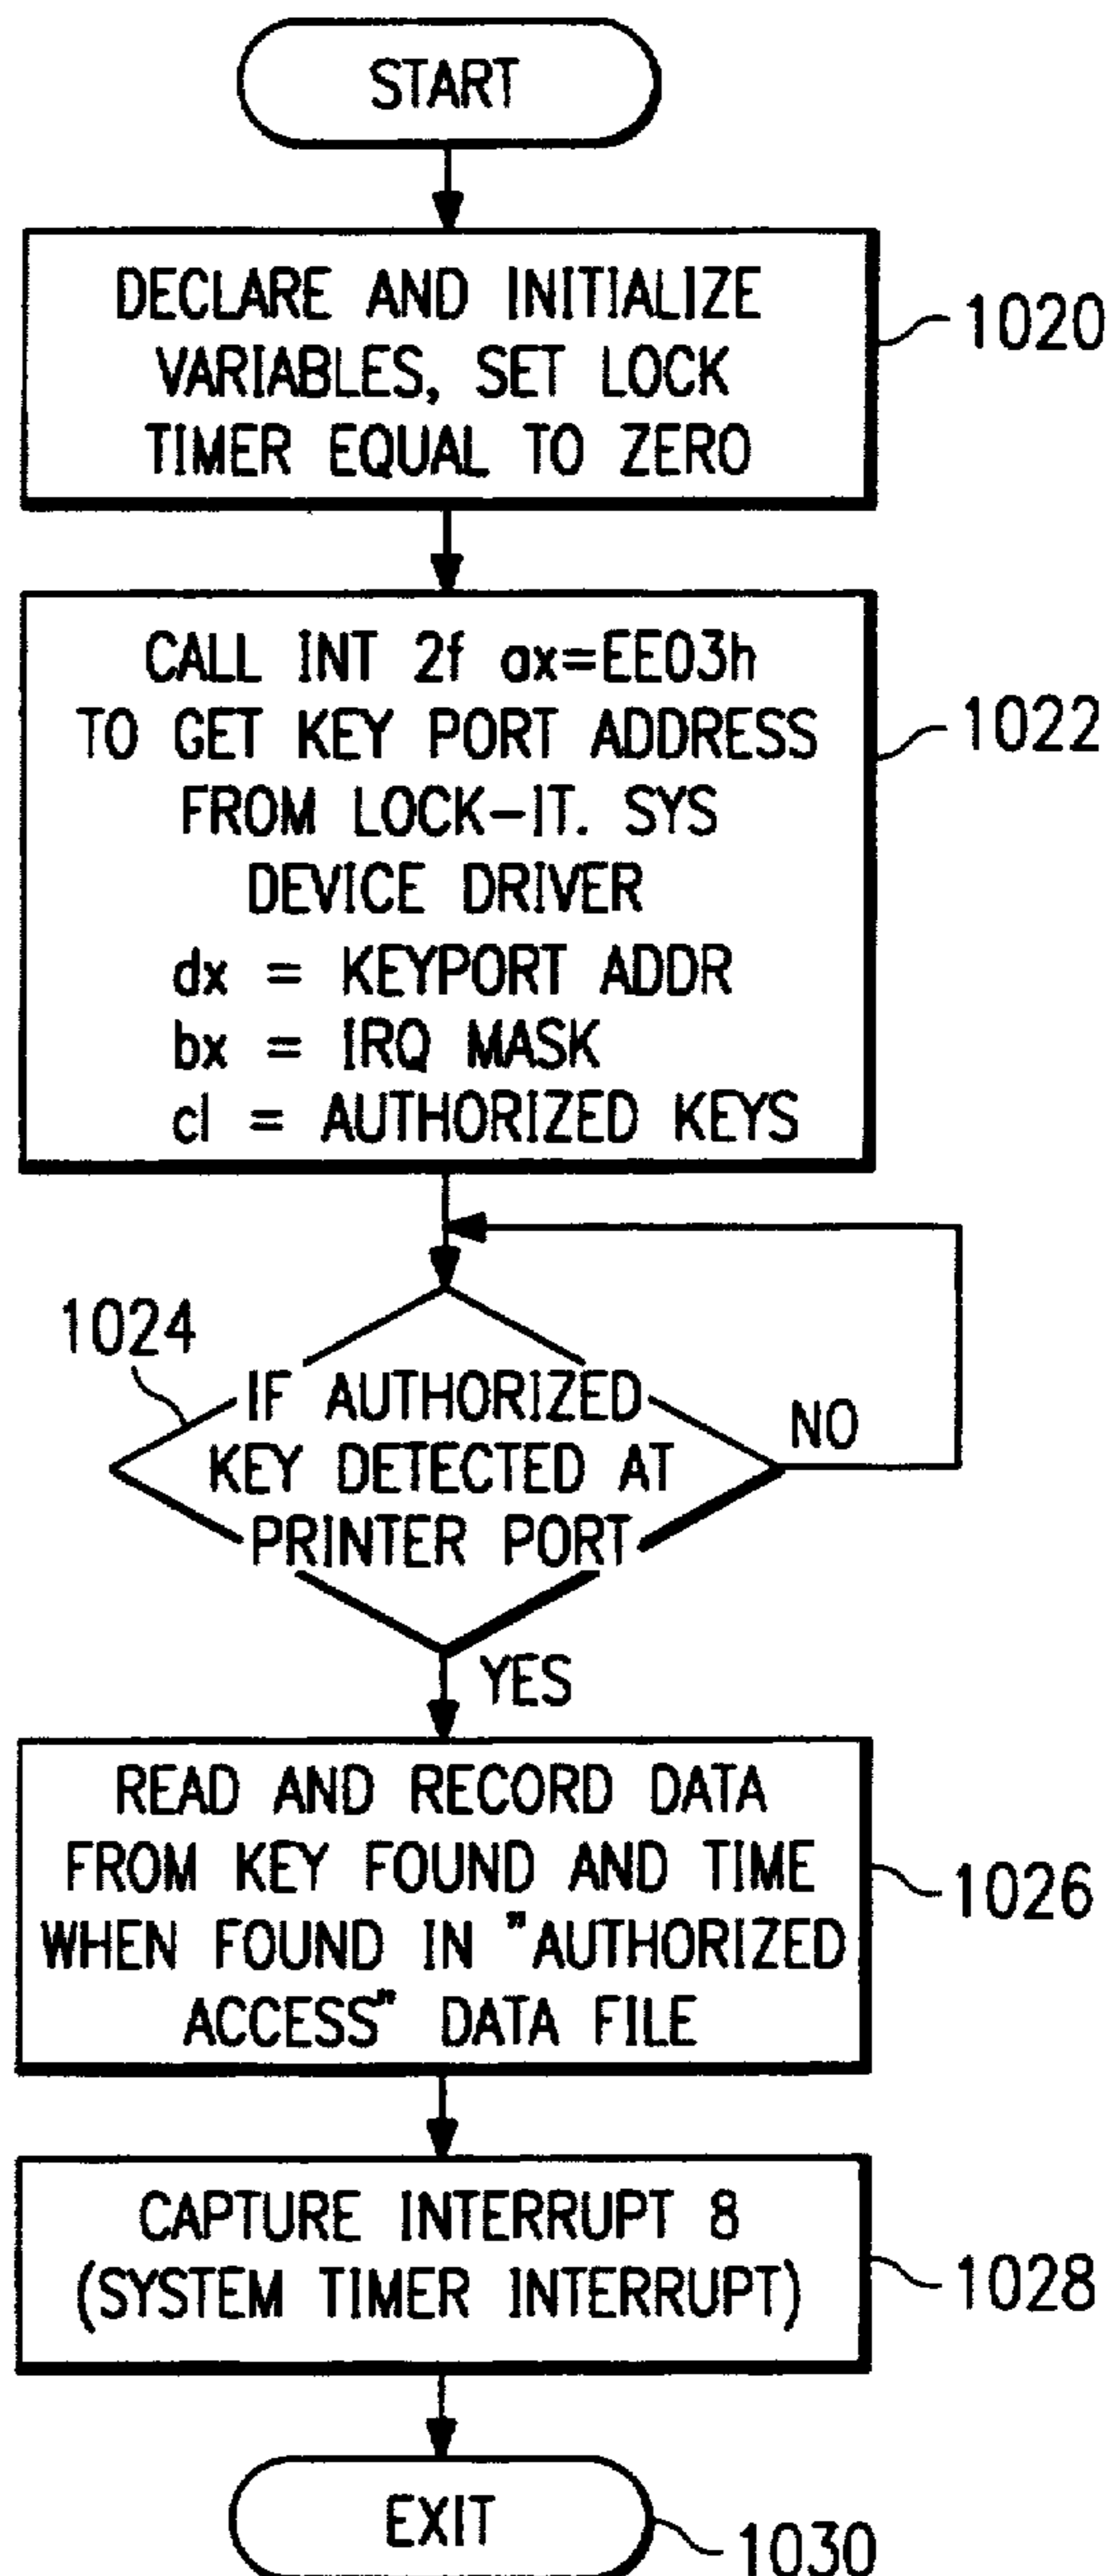 START
DECLARE AND INITIALIZE
VARIABLES, SET LOCK
TIMER EQUAL TO ZERO
1020
CALL INT 2f ax=EE03h
TO GET KEY PORT ADDRESS
FROM LOCK-IT. SYS
DEVICE DRIVER
dx = KEYPORT ADDR
bx = IRQ MASK
cl = AUTHORIZED KEYS
1022
1024
IF AUTHORIZED
KEY DETECTED AT
PRINTER PORT
NO
YES
READ AND RECORD DATA
FROM KEY FOUND AND TIME
WHEN FOUND IN "AUTHORIZED
ACCESS" DATA FILE
1026
CAPTURE INTERRUPT 8
(SYSTEM TIMER INTERRUPT)
1028
EXIT
1030